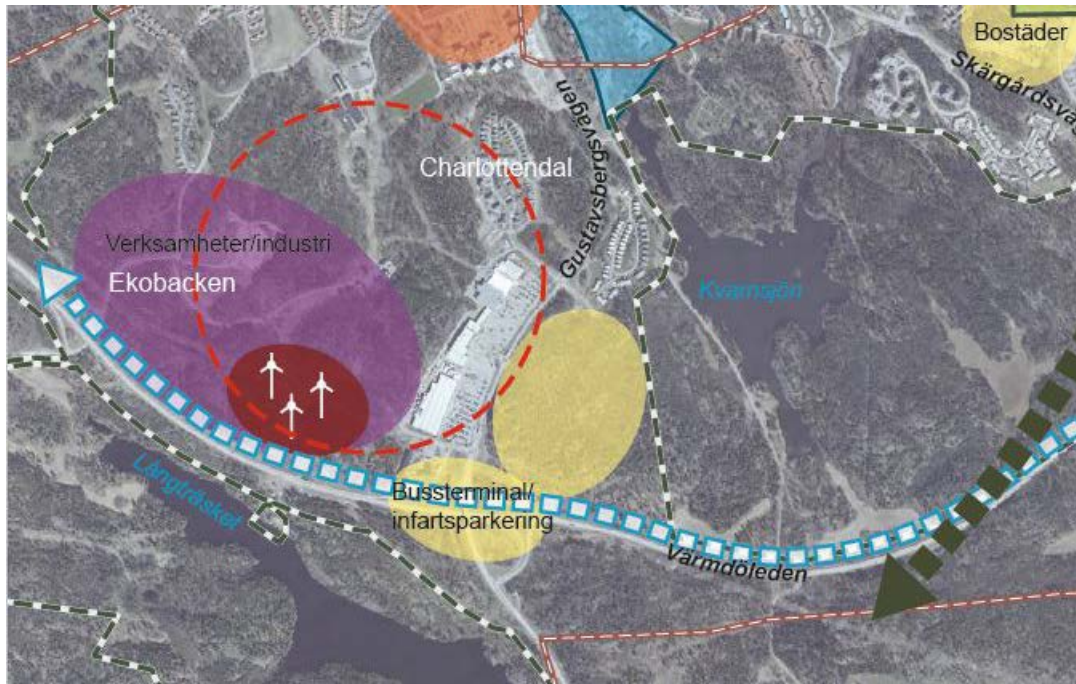 Bostäder
Skärgårdsvä
Gustavsbergsvägen
Charlottendal
Verksamheter/industri
Ekobacken
Kvarnsjön
Långträsket
Bussterminal/
infartsparkering
Värmdöleden